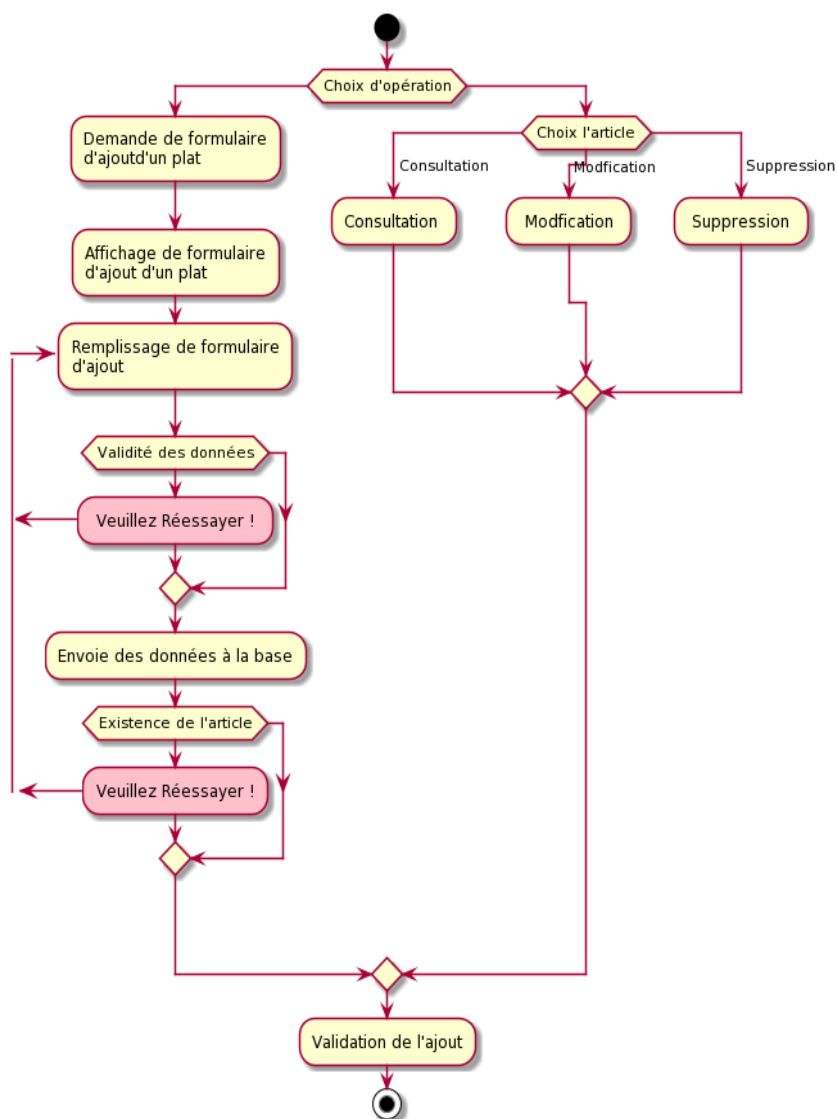 Choix d'opération
Demande de formulaire
d'ajoutd'un plat
Affichage de formulaire
d'ajout d'un plat
Remplissage de formulaire
d'ajout
Validité des données
Veuillez Réessayer !
Envoie des données à la base
Existence de l'article
Veuillez Réessayer !
Choix l'article
Consultation
Modfication
Suppression
Consultation
Modfication
Suppression
Validation de l'ajout